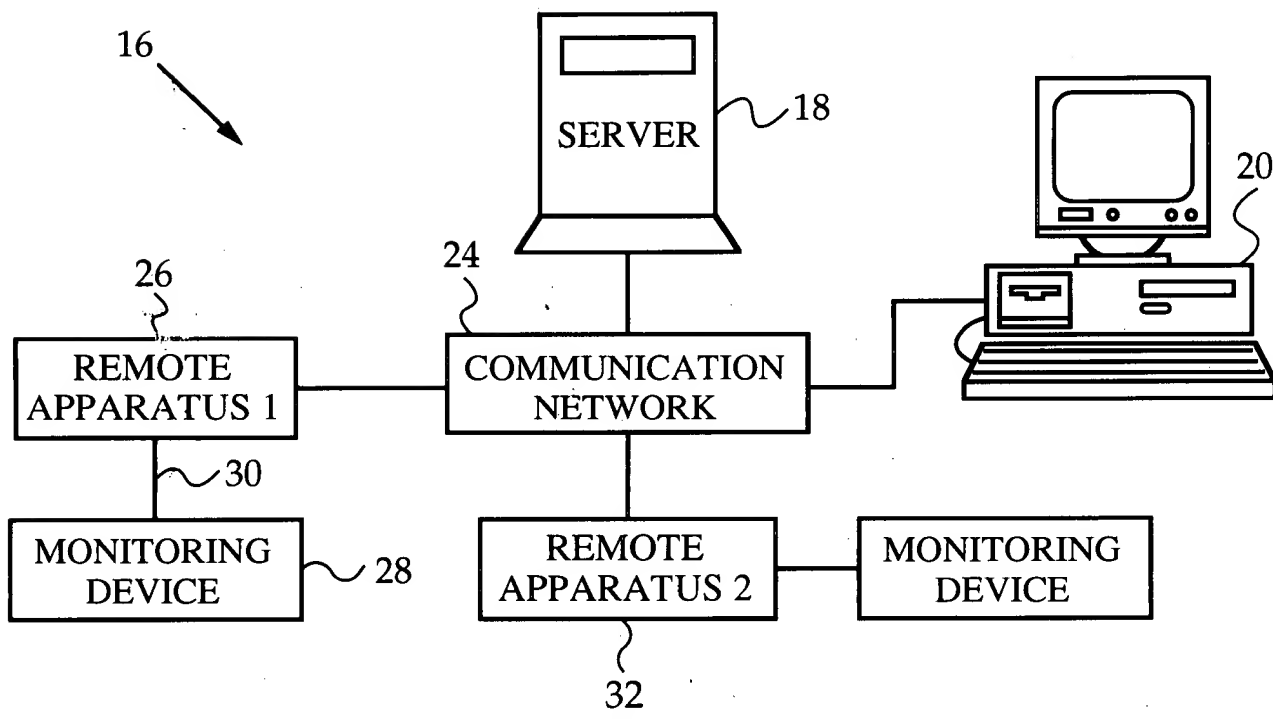 16
SERVER
18
20
24
26
REMOTE
APPARATUS 1
COMMUNICATION
NETWORK
30
MONITORING
DEVICE
28
REMOTE
APPARATUS 2
MONITORING
DEVICE
32